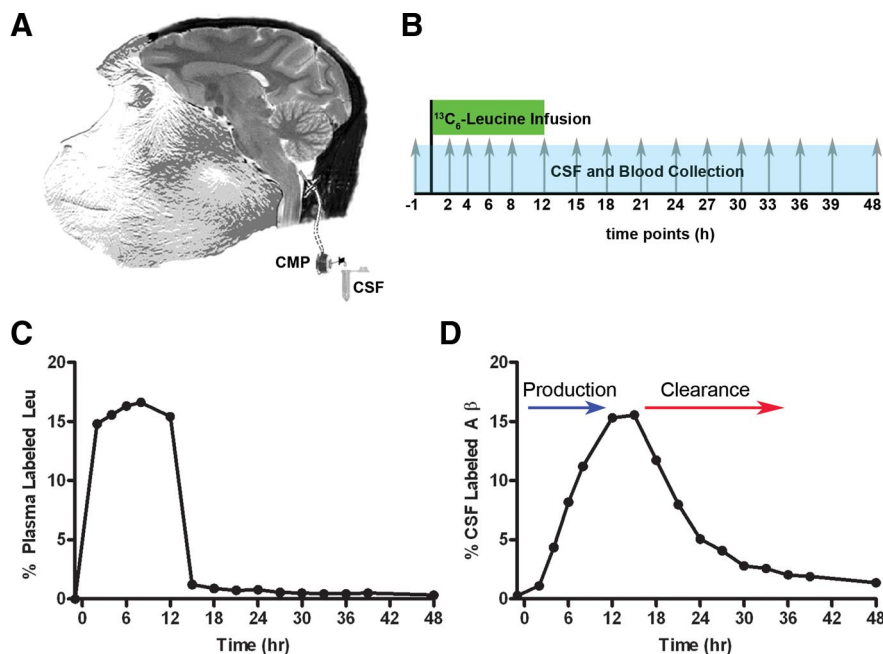 A
CMP
CSF
B
¹³C₆-Leucine Infusion
CSF and Blood Collection
-1 2 4 6 8 12 15 18 21 24 27 30 33 36 39 48
time points (h)
C
% Plasma Labeled Leu
20
15
10
5
0
0 6 12 18 24 30 36 42 48
Time (hr)
D
% CSF Labeled A β
Production Clearance
20
15
10
5
0
0 6 12 18 24 30 36 42 48
Time (hr)